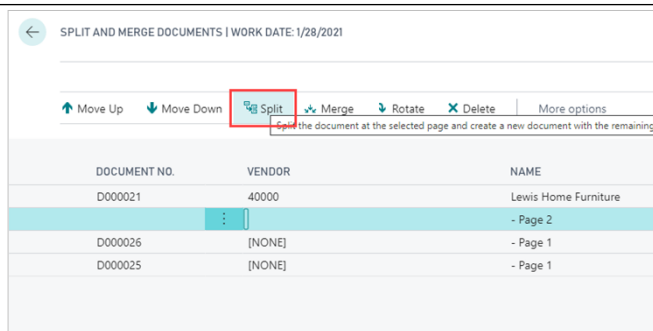 SPLIT AND MERGE DOCUMENTS | WORK DATE: 1/28/2021
Move Up Move Down Split Merge Rotate Delete More options
Split the document at the selected page and create a new document with the remaining
DOCUMENT NO. VENDOR NAME
D000021 40000 Lewis Home Furniture
- Page 2
D000026 [NONE] - Page 1
D000025 [NONE] - Page 1